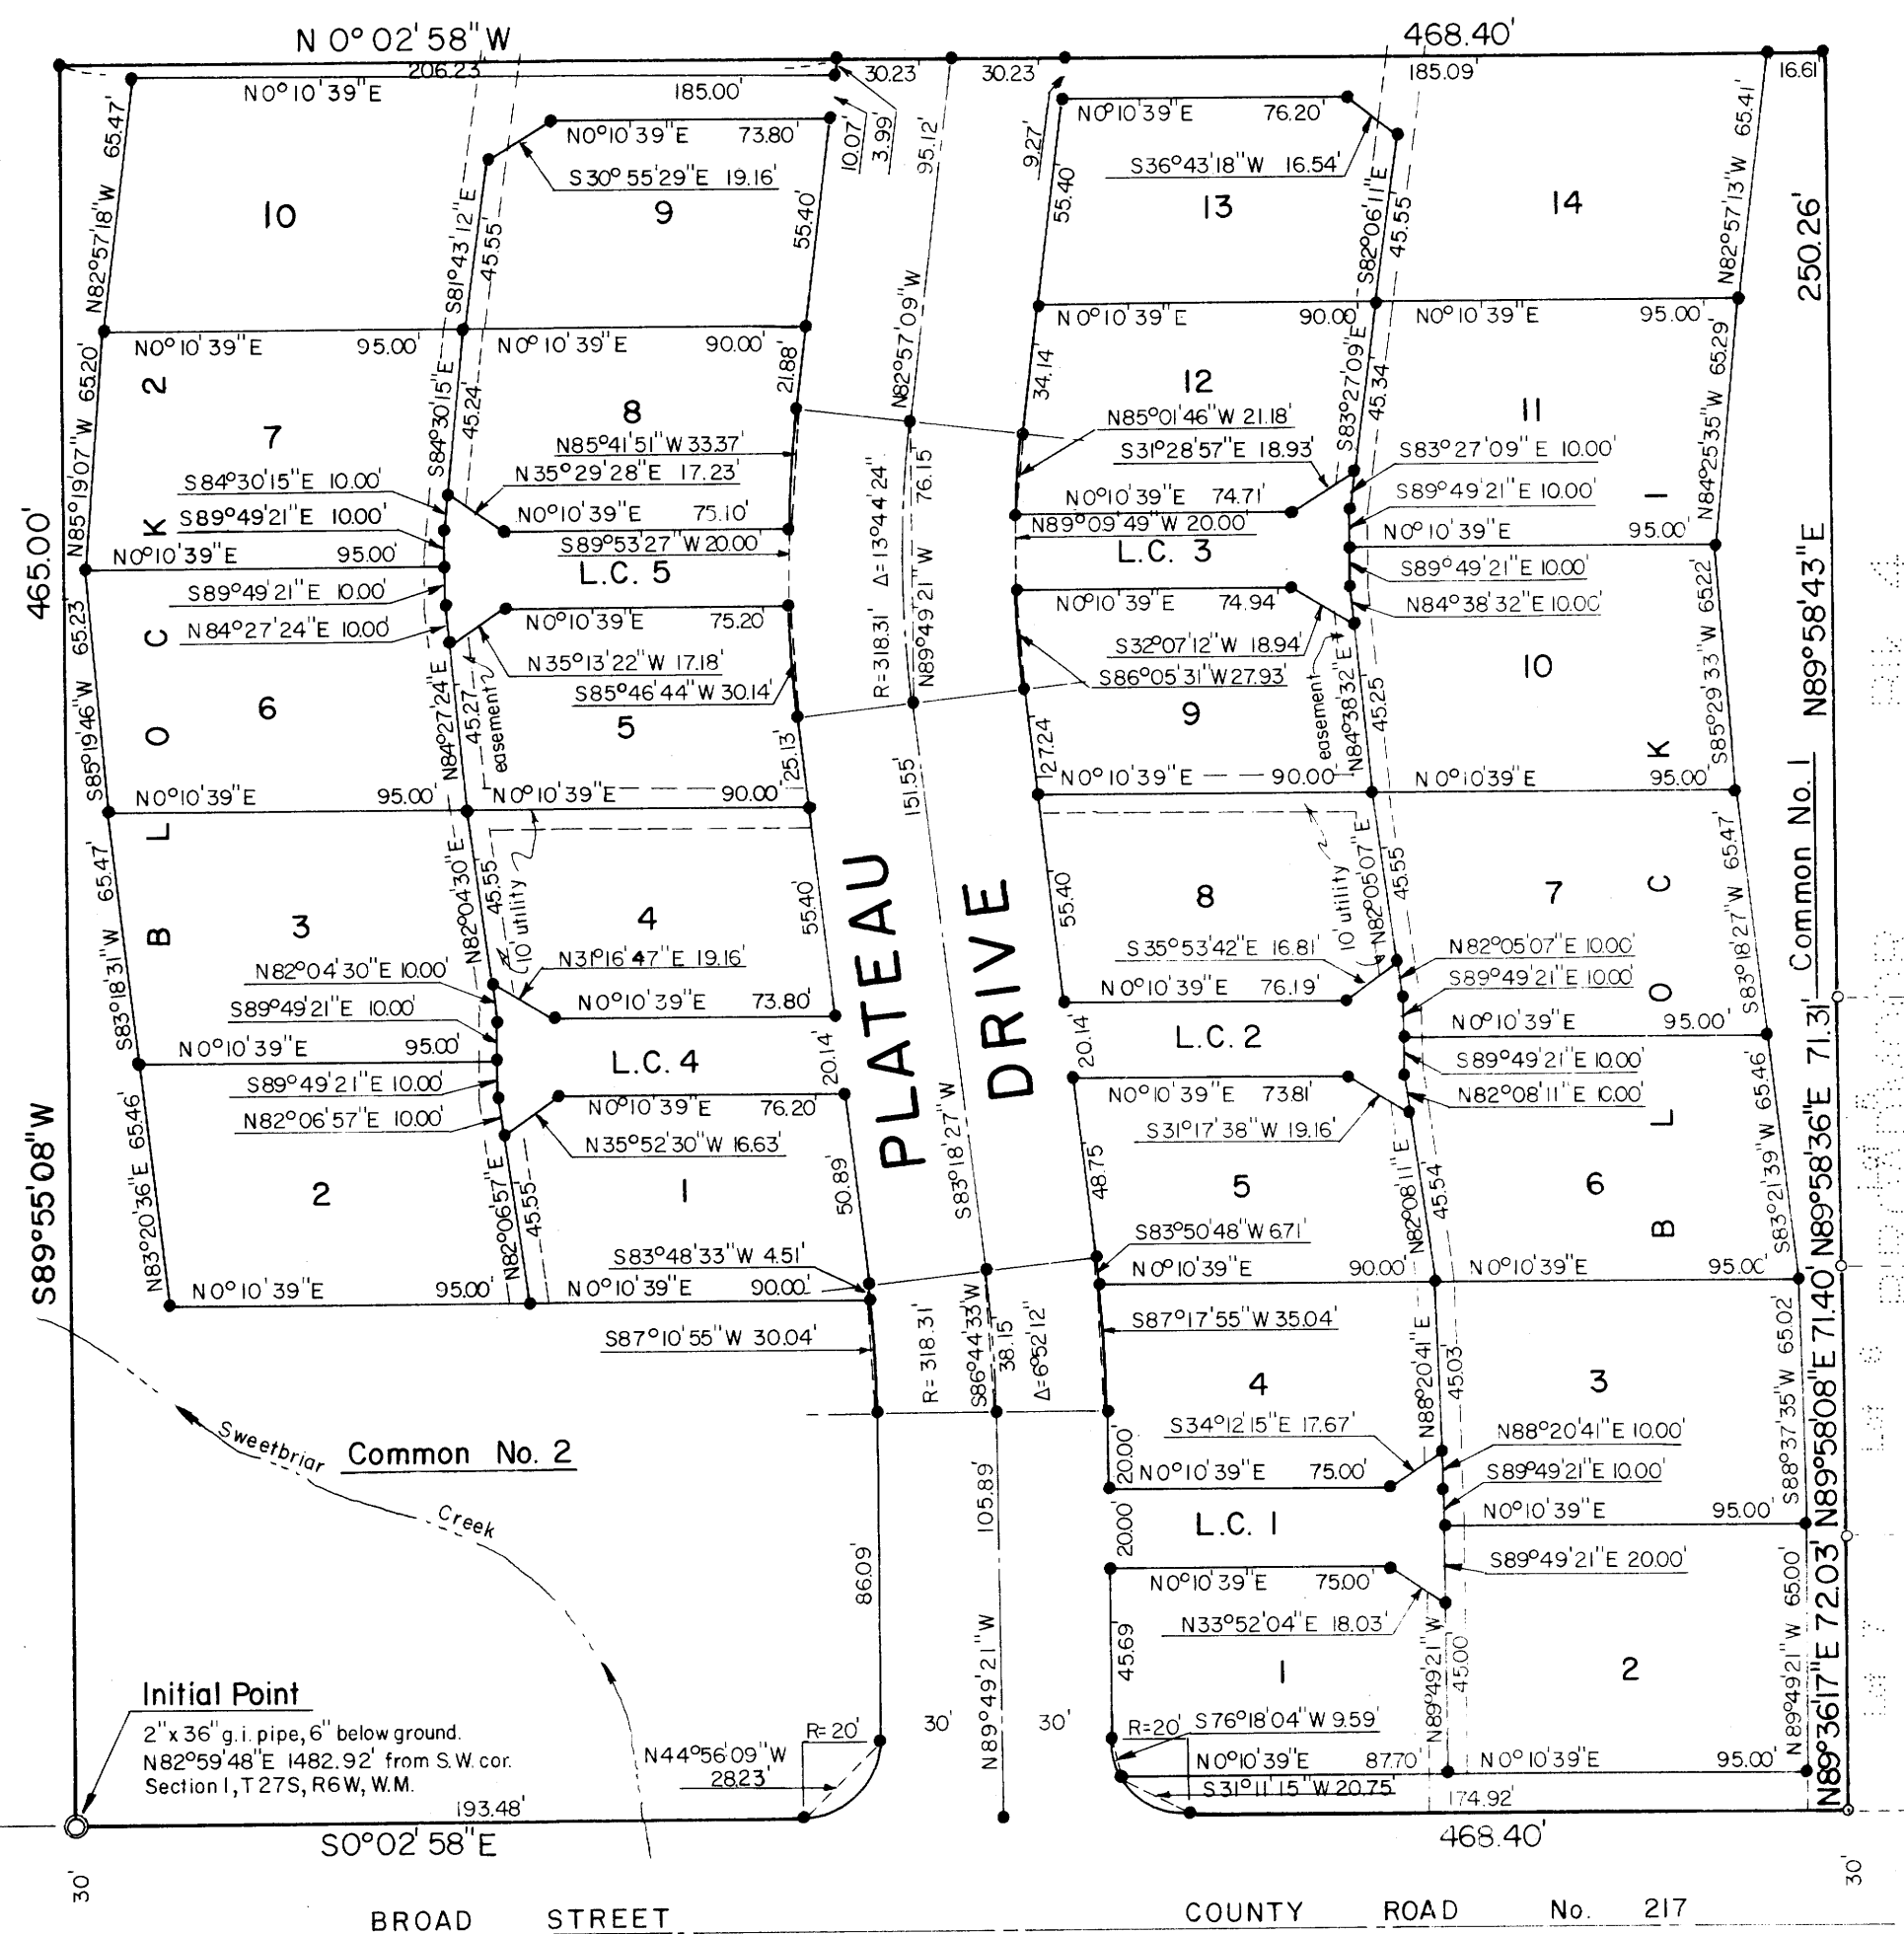 N 0° 02' 58" W 468.40'
206.23' 30.23' 30.23' 185.09' 16.61
N0°10'39"E 185.00'
N82°57'18"W 65.47'
10
S81°43'12"E 45.55'
N0°10'39"E 73.80'
S30°55'29"E 19.16'
9
55.40'
10.07'
3.99'
95.12'
9.27'
55.40'
N0°10'39"E 76.20'
S36°43'18"W 16.54'
13
S82°06'11"E 45.55'
14
N82°57'13"W 65.41'
250.26'
N0°10'39"E 95.00'
N0°10'39"E 90.00'
N82°57'09"W
N0°10'39"E 90.00'
N0°10'39"E 95.00'
N85°19'07"W 65.20'
7
S84°30'15"E 45.24'
8
21.88'
N85°41'51"W 33.37'
N35°29'28"E 17.23'
S84°30'15"E 10.00'
S89°49'21"E 10.00'
N0°10'39"E 75.10'
S89°53'27"W 20.00'
N0°10'39"E 95.00'
L.C. 5
S89°49'21"E 10.00'
N84°27'24"E 10.00'
N0°10'39"E 75.20'
N35°13'22"W 17.18'
S85°46'44"W 30.14'
465.00'
S85°19'46"W 65.23'
6
N84°27'24"E 45.27'
easement
5
25.13'
Δ=13°44'24"
R=318.31'
76.15
N89°49'21"W
34.14'
12
N85°01'46"W 21.18'
S31°28'57"E 18.93'
S83°27'09"E 45.34'
11
N84°25'35"W 65.29'
S83°27'09"E 10.00'
S89°49'21"E 10.00'
N0°10'39"E 74.71'
N89°09'49"W 20.00'
L.C. 3
N0°10'39"E 95.00'
S89°49'21"E 10.00'
N84°38'32"E 10.00'
N0°10'39"E 74.94'
S32°07'12"W 18.94'
S86°05'31"W 27.93'
9
27.24'
easement
N84°38'32"E 45.25'
10
S85°29'33"W 65.22'
N89°58'43"E
N0°10'39"E 95.00'
N0°10'39"E 90.00'
151.55'
N0°10'39"E 90.00'
N0°10'39"E 95.00'
BLOCK 2
BLOCK 1
Common No. 1
S83°18'31"W 65.47'
3
N82°04'30"E 45.55'
10' utility
4
55.40'
N82°04'30"E 10.00'
N31°16'47"E 19.16'
S89°49'21"E 10.00'
N0°10'39"E 73.80'
N0°10'39"E 95.00'
L.C. 4
20.14'
S89°49'21"E 10.00'
N82°06'57"E 10.00'
N0°10'39"E 76.20'
N35°52'30"W 16.63'
PLATEAU DRIVE
55.40'
8
10' utility
N82°05'07"E 45.55'
7
S83°18'27"W 65.47'
S35°53'42"E 16.81'
N82°05'07"E 10.00'
S89°49'21"E 10.00'
N0°10'39"E 76.19'
N0°10'39"E 95.00'
L.C. 2
20.14'
S89°49'21"E 10.00'
N82°08'11"E 10.00'
N0°10'39"E 73.81'
S31°17'38"W 19.16'
71.31'
N89°58'36"E
S89°55'08"W
N83°20'36"E 65.46'
2
N82°06'57"E 45.55'
1
50.89'
S83°18'27"W
48.75'
5
N82°08'11"E 45.54'
6
S83°21'39"W 65.46'
S83°48'33"W 4.51'
N0°10'39"E 95.00'
N0°10'39"E 90.00'
S87°10'55"W 30.04'
S83°50'48"W 6.71'
N0°10'39"E 90.00'
N0°10'39"E 95.00'
71.40'
R=318.31'
S86°44'33"W
38.15
Δ=6°52'12"
S87°17'55"W 35.04'
4
N88°20'41"E 45.03'
3
S88°37'35"W 65.02'
N89°58'08"E
S34°12'15"E 17.67'
N88°20'41"E 10.00'
20.00'
N0°10'39"E 75.00'
S89°49'21"E 10.00'
N0°10'39"E 95.00'
L.C. 1
20.00'
S89°49'21"E 20.00'
N0°10'39"E 75.00'
N33°52'04"E 18.03'
Sweetbriar Creek
Common No. 2
86.09'
105.89'
N89°49'21"W
45.69
1
N89°49'21"W 45.00'
2
N89°49'21"W 65.00'
N89°36'17"E 72.03'
Initial Point
2"x 36" g.i. pipe, 6" below ground.
N82°59'48"E 1482.92' from S.W. cor.
Section 1, T 27S, R6W, W.M.
R=20' 30' 30' R=20'
N44°56'09"W
28.23'
S76°18'04"W 9.59'
N0°10'39"E 87.70'
N0°10'39"E 95.00'
S31°11'15"W 20.75'
193.48' 174.92'
S0°02'58"E 468.40'
30' 30'
BROAD STREET COUNTY ROAD No. 217